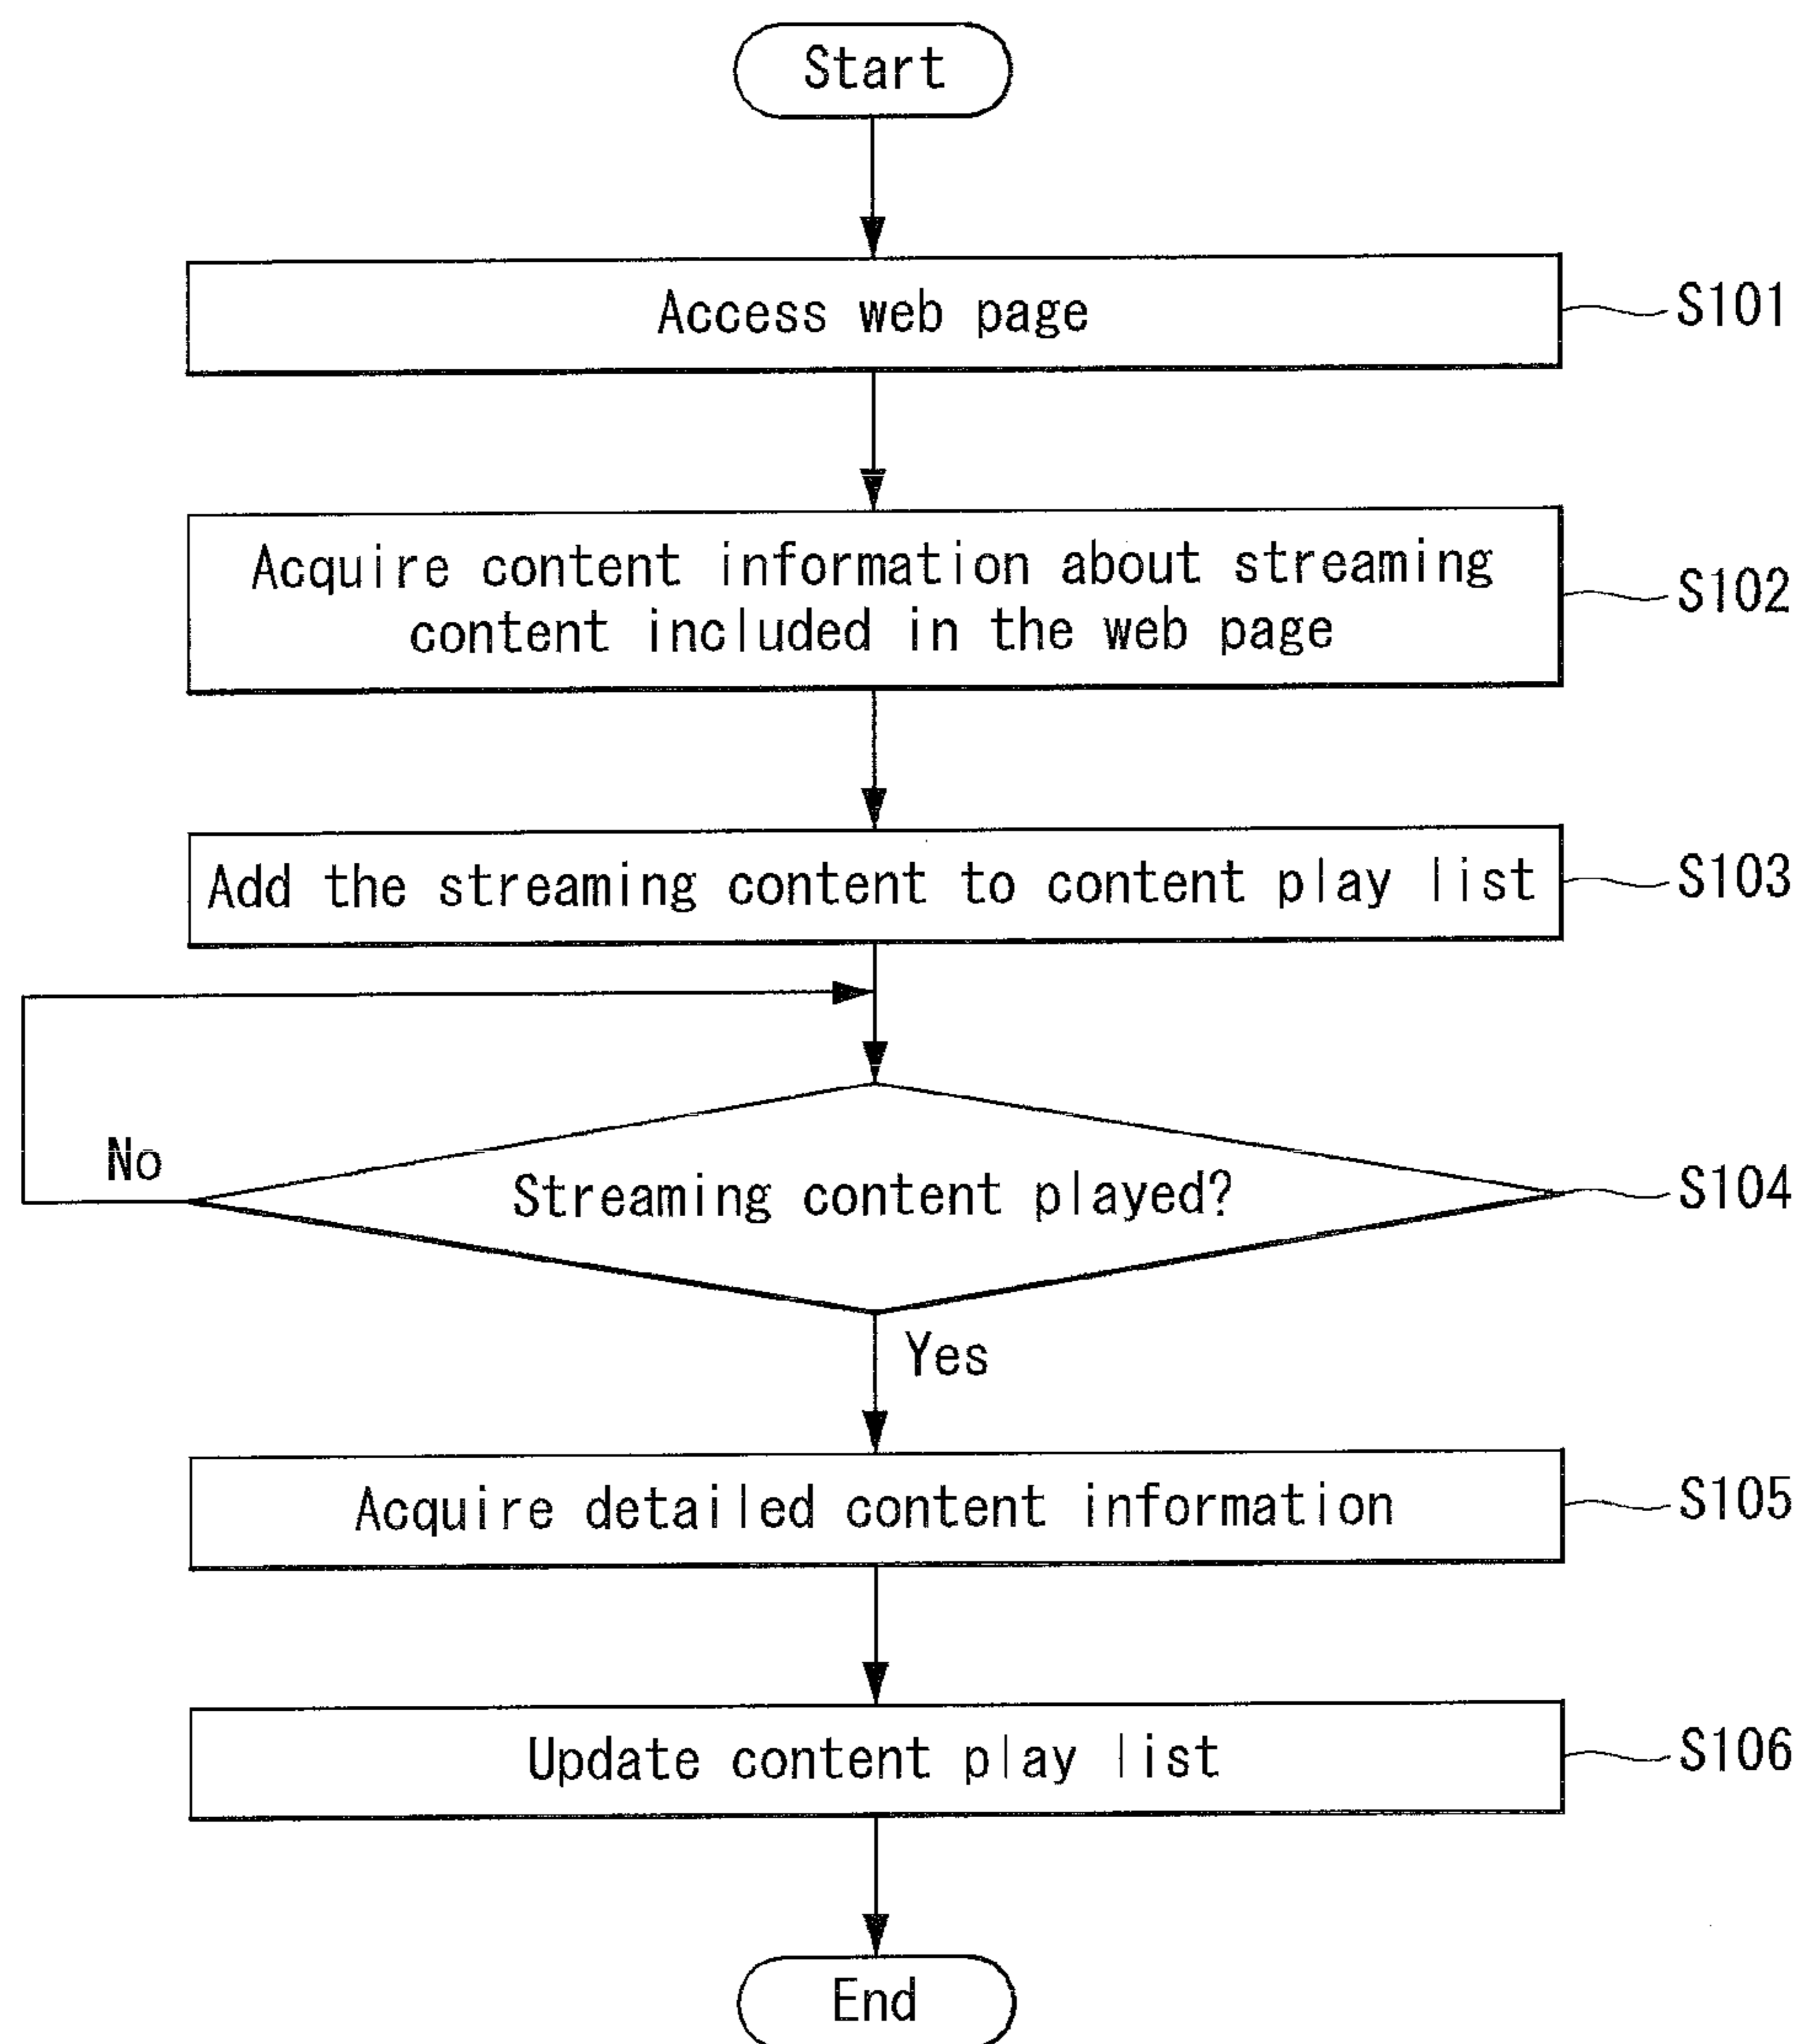 Start
Access web page
S101
Acquire content information about streaming
content included in the web page
S102
Add the streaming content to content play list
S103
No
Streaming content played?
S104
Yes
Acquire detailed content information
S105
Update content play list
S106
End